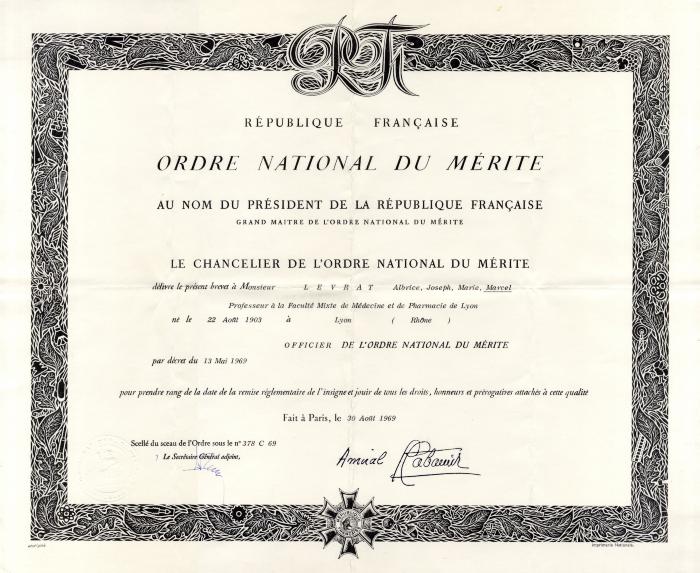 RF
RÉPUBLIQUE FRANÇAISE
ORDRE NATIONAL DU MÉRITE
AU NOM DU PRÉSIDENT DE LA RÉPUBLIQUE FRANÇAISE
GRAND MAITRE DE L'ORDRE NATIONAL DU MÉRITE
LE CHANCELIER DE L'ORDRE NATIONAL DU MÉRITE
délivre le présent brevet à Monsieur LEVRAT Albrice, Joseph, Marie, Marcel
Professeur à la Faculté Mixte de Médecine et de Pharmacie de Lyon
né le 22 Août 1903 à Lyon ( Rhône )
OFFICIER DE L'ORDRE NATIONAL DU MÉRITE
par décret du 13 Mai 1969
pour prendre rang de la date de la remise réglementaire de l'insigne et jouir de tous les droits, honneurs et prérogatives attachés à cette qualité
Fait à Paris, le 30 Août 1969
Scellé du sceau de l'Ordre sous le n° 378 C 69
Le Secrétaire Général adjoint,
Amiral Cabanier
Imprimerie Nationale.